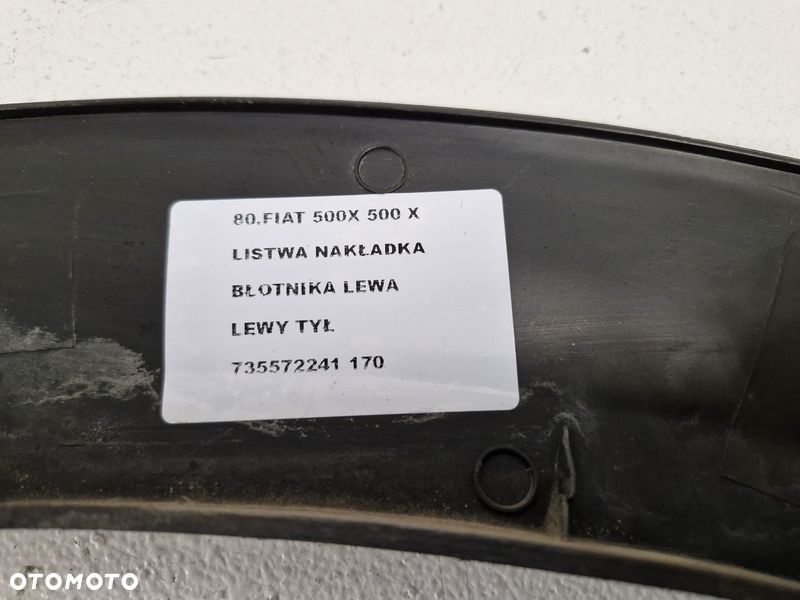 80.FIAT 500X 500 X
LISTWA NAKŁADKA
BŁOTNIKA LEWA
LEWY TYŁ
735572241 170
OTOMOTO